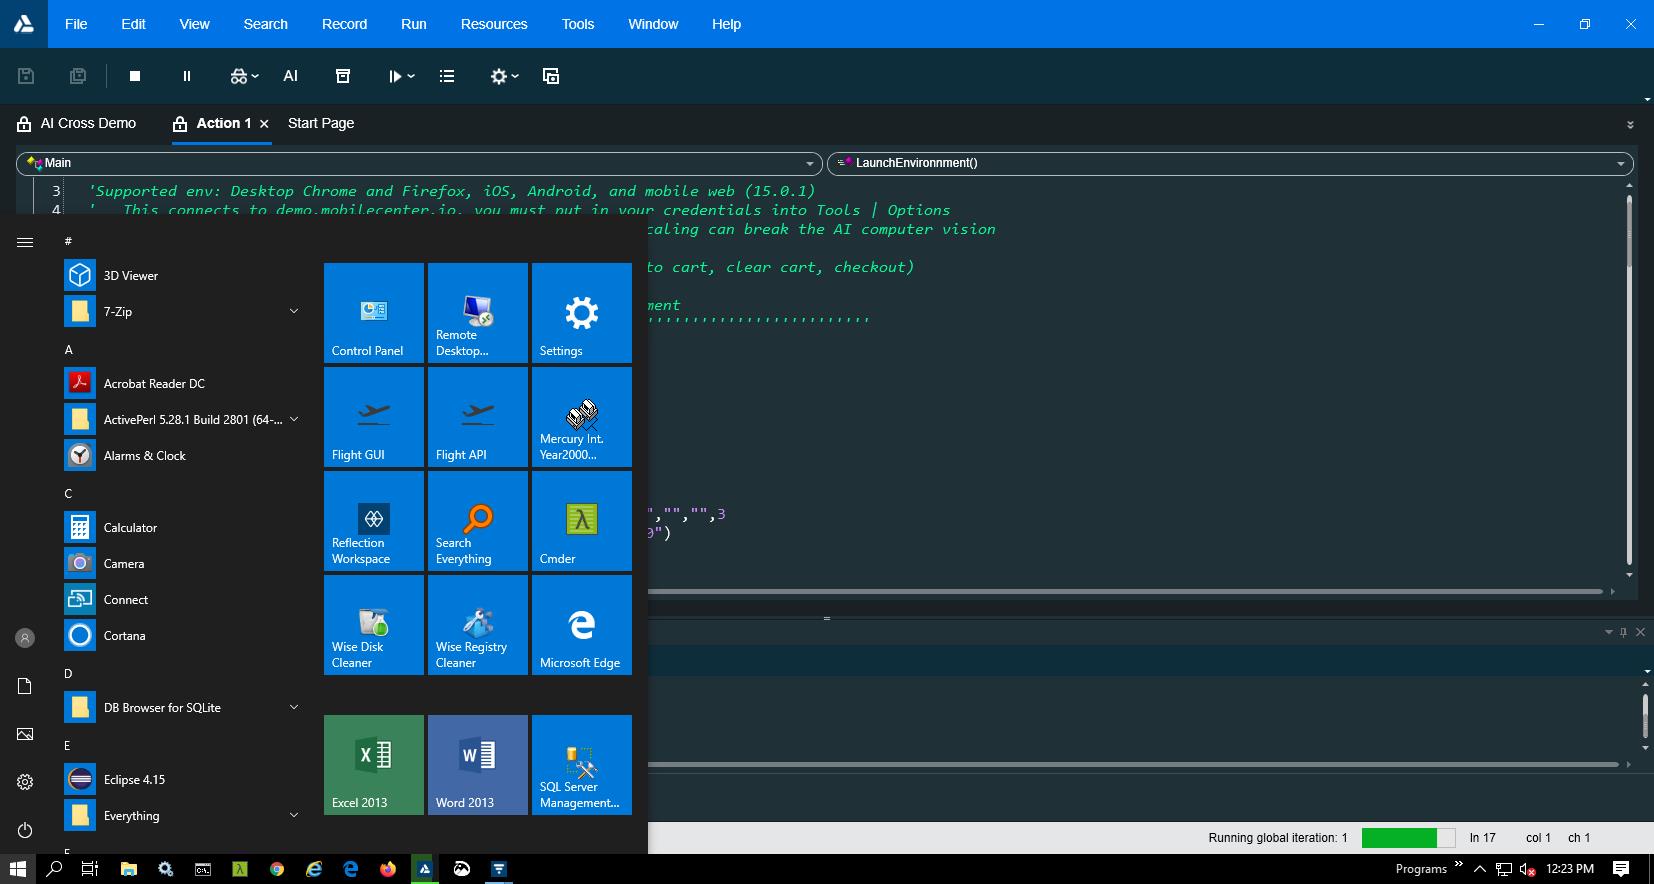 File Edit View Search Record Run Resources Tools Window Help
AI
AI Cross Demo Action 1 Start Page
Main LaunchEnvironnment()
3 'Supported env: Desktop Chrome and Firefox, iOS, Android, and mobile web (15.0.1)
4 ' This connects to demo.mobilecenter.io, you must put in your credentials into Tools | Options
caling can break the AI computer vision
to cart, clear cart, checkout)
ment
''''''''''''''''''''''''
","","",3
0")
#
3D Viewer
7-Zip
A
Acrobat Reader DC
ActivePerl 5.28.1 Build 2801 (64-...
Alarms & Clock
C
Calculator
Camera
Connect
Cortana
D
DB Browser for SQLite
E
Eclipse 4.15
Everything
F
Control Panel
Remote
Desktop...
Settings
Flight GUI
Flight API
Mercury Int.
Year2000...
Reflection
Workspace
Search
Everything
Cmder
Wise Disk
Cleaner
Wise Registry
Cleaner
Microsoft Edge
Excel 2013
Word 2013
SQL Server
Management...
Running global iteration: 1 ln 17 col 1 ch 1
Programs 12:23 PM